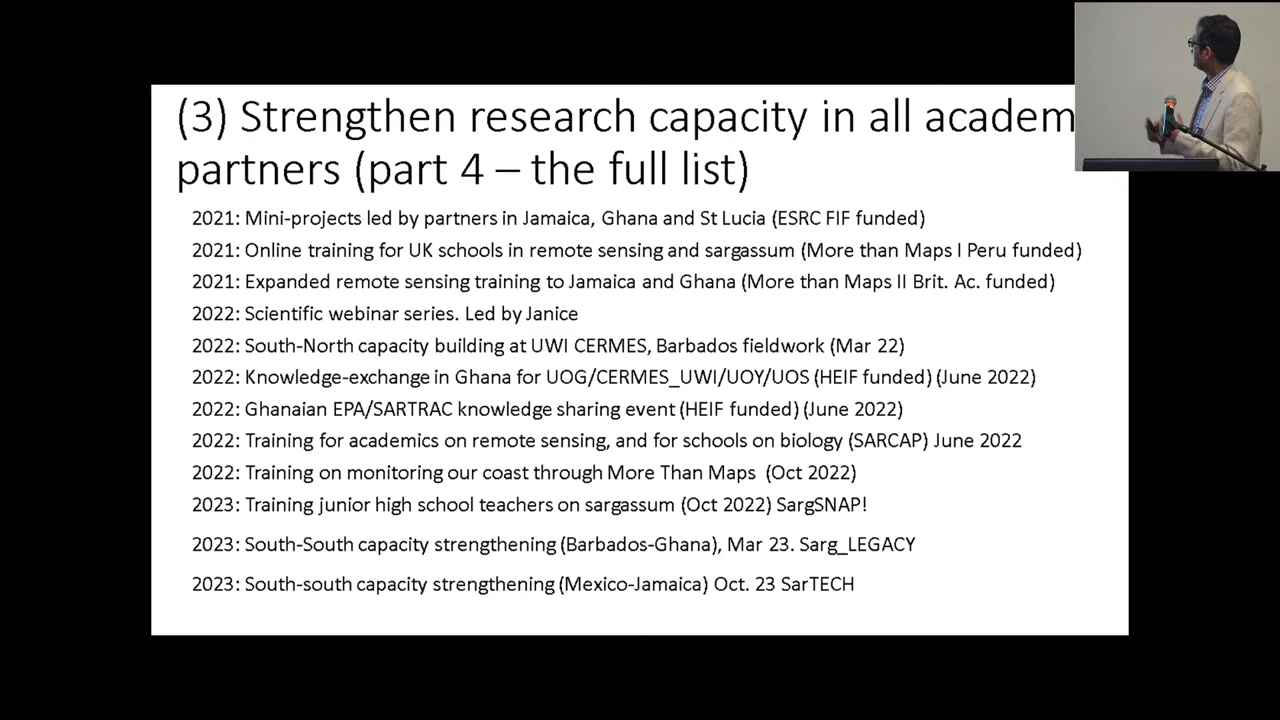 (3) Strengthen research capacity in all academ
partners (part 4 – the full list)
2021: Mini-projects led by partners in Jamaica, Ghana and St Lucia (ESRC FIF funded)
2021: Online training for UK schools in remote sensing and sargassum (More than Maps I Peru funded)
2021: Expanded remote sensing training to Jamaica and Ghana (More than Maps II Brit. Ac. funded)
2022: Scientific webinar series. Led by Janice
2022: South-North capacity building at UWI CERMES, Barbados fieldwork (Mar 22)
2022: Knowledge-exchange in Ghana for UOG/CERMES_UWI/UOY/UOS (HEIF funded) (June 2022)
2022: Ghanaian EPA/SARTRAC knowledge sharing event (HEIF funded) (June 2022)
2022: Training for academics on remote sensing, and for schools on biology (SARCAP) June 2022
2022: Training on monitoring our coast through More Than Maps (Oct 2022)
2023: Training junior high school teachers on sargassum (Oct 2022) SargSNAP!
2023: South-South capacity strengthening (Barbados-Ghana), Mar 23. Sarg_LEGACY
2023: South-south capacity strengthening (Mexico-Jamaica) Oct. 23 SarTECH